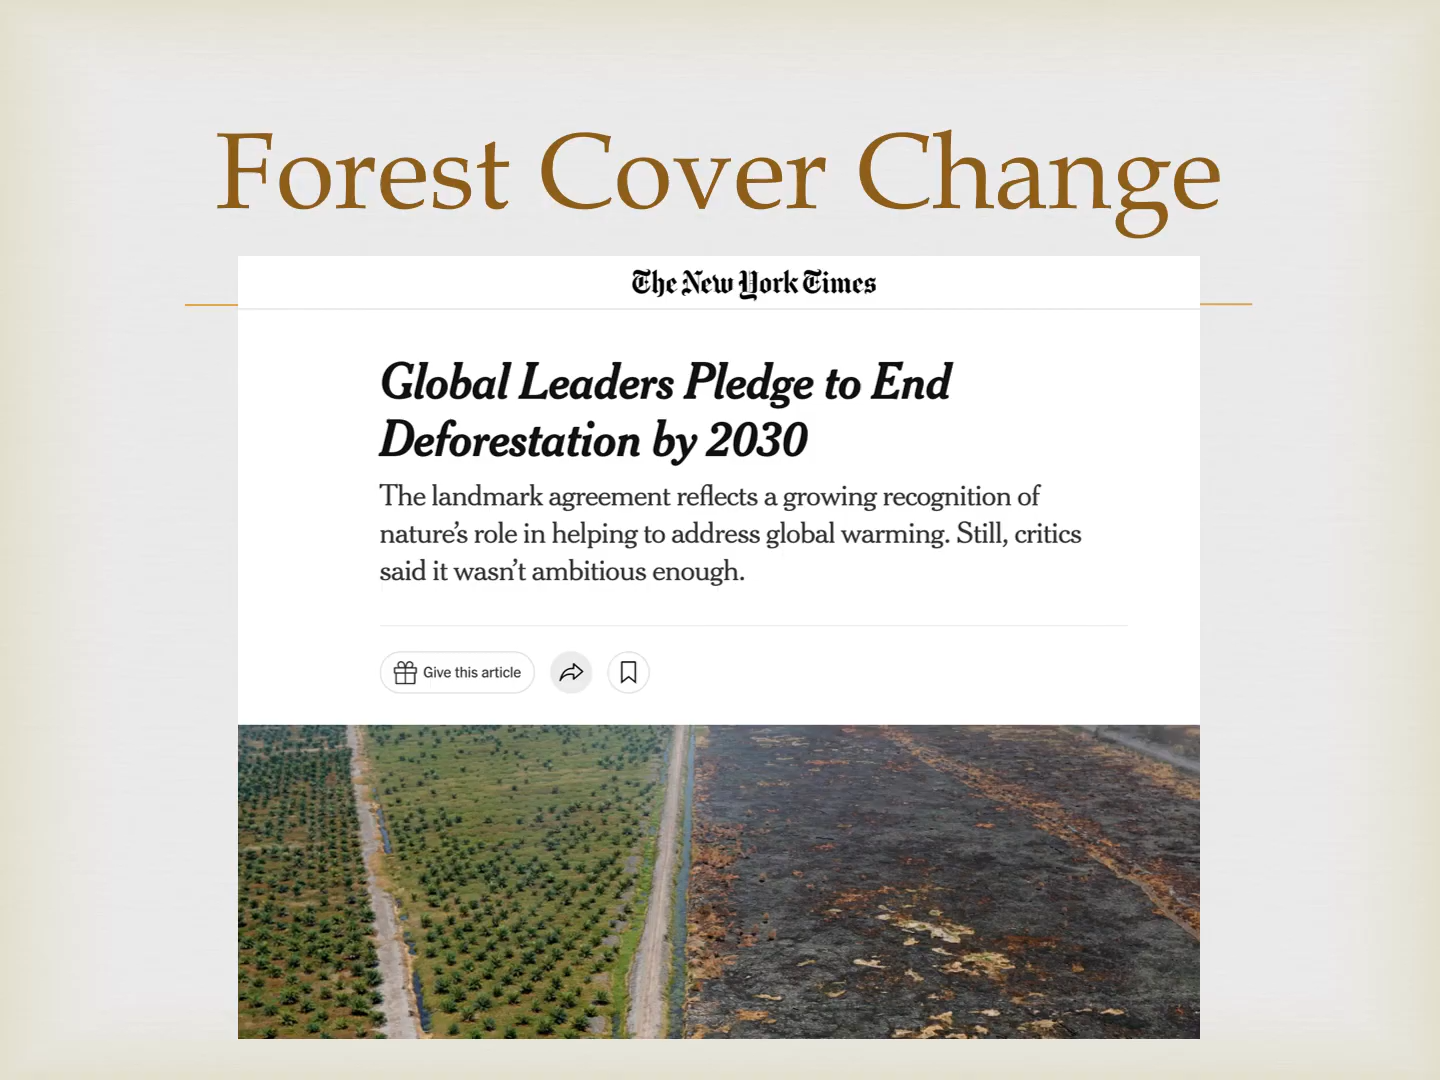 Forest Cover Change
The New York Times
Global Leaders Pledge to End
Deforestation by 2030
The landmark agreement reflects a growing recognition of
nature’s role in helping to address global warming. Still, critics
said it wasn’t ambitious enough.
Give this article